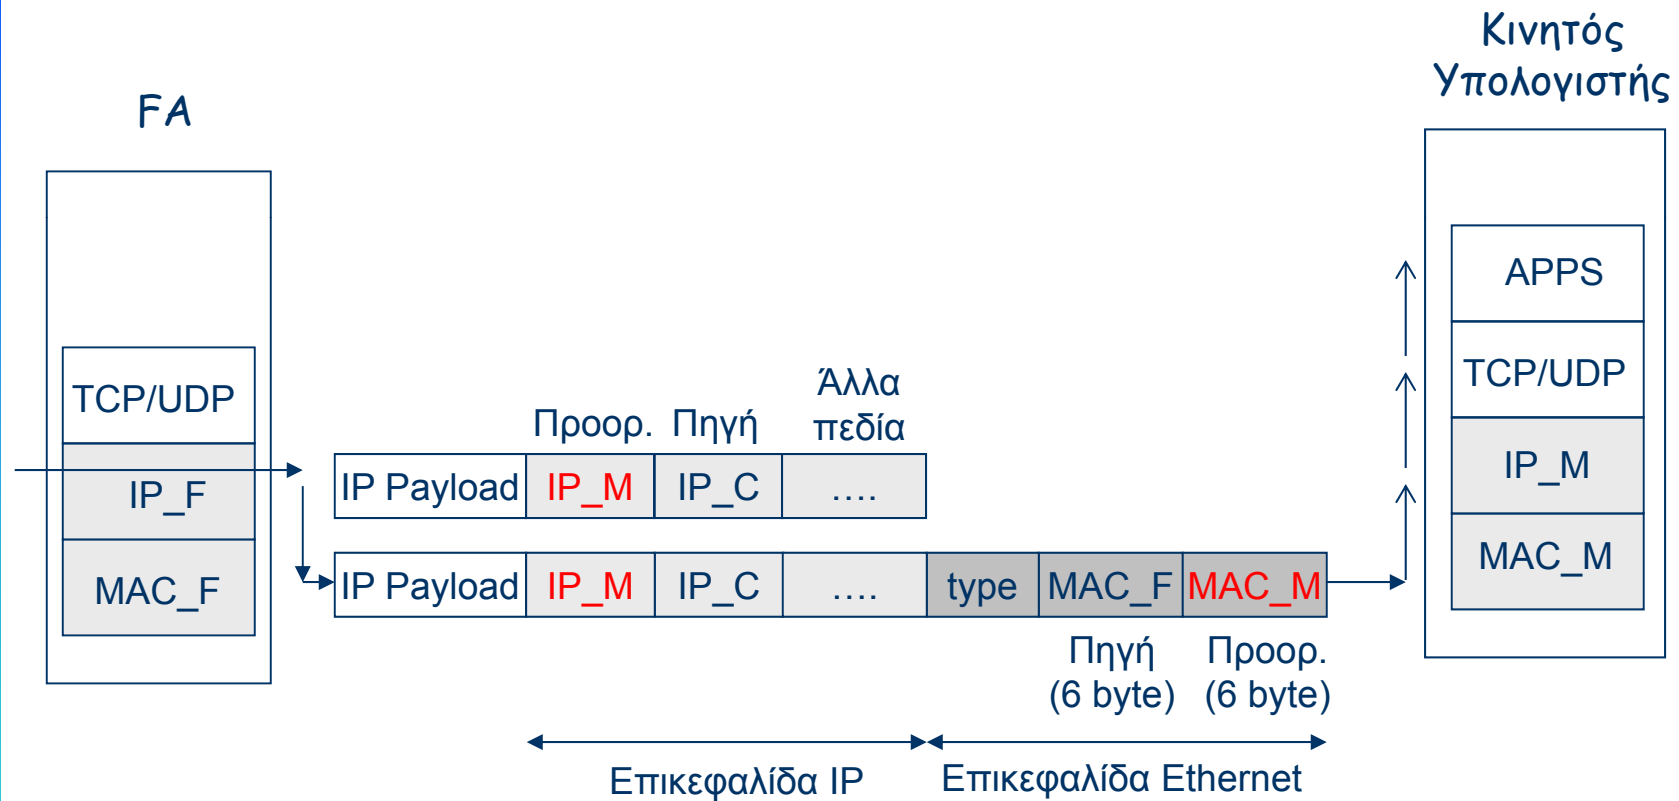 Κινητός
Υπολογιστής
FA
APPS
TCP/UDP
IP_M
MAC_M
TCP/UDP
IP_F
MAC_F
Προορ. Πηγή Άλλα πεδία
IP Payload IP_M IP_C ....
IP Payload IP_M IP_C .... type MAC_F MAC_M
Πηγή (6 byte) Προορ. (6 byte)
Επικεφαλίδα IP Επικεφαλίδα Ethernet